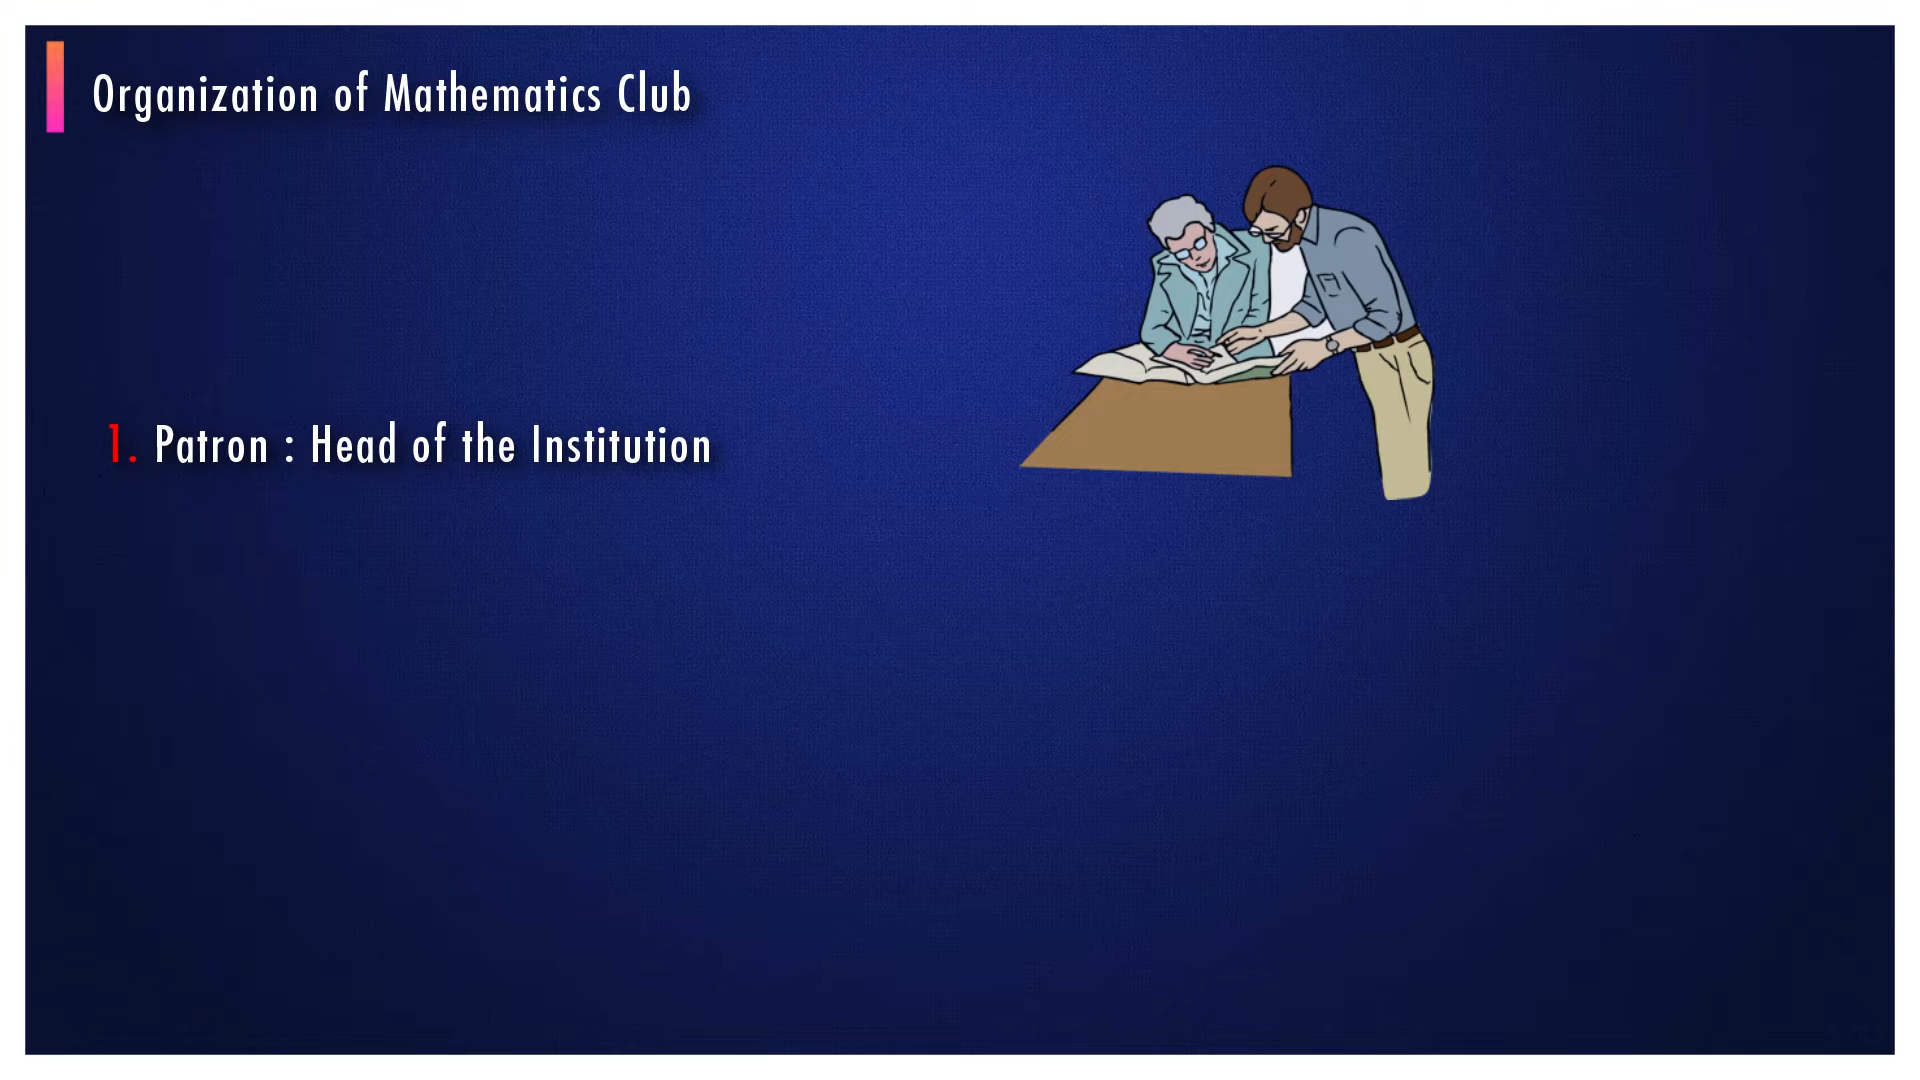 Organization of Mathematics Club
1. Patron : Head of the Institution